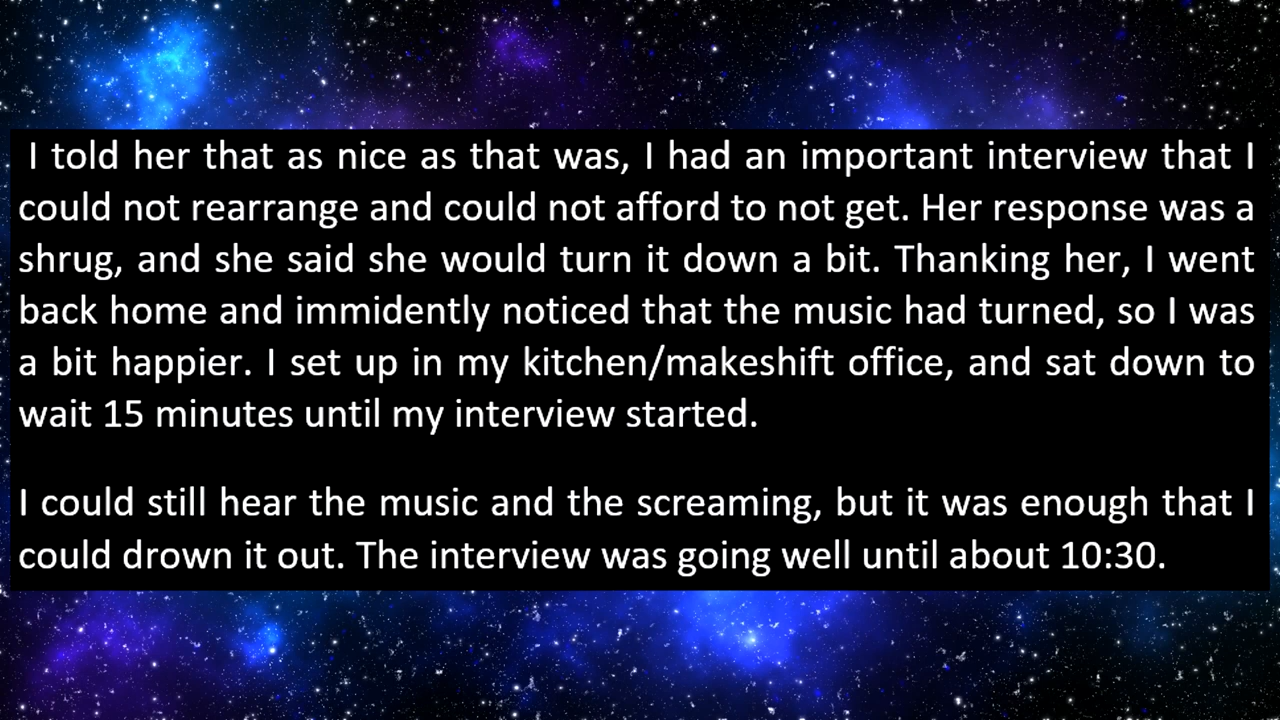 I told her that as nice as that was, I had an important interview that I
could not rearrange and could not afford to not get. Her response was a
shrug, and she said she would turn it down a bit. Thanking her, I went
back home and immidently noticed that the music had turned, so I was
a bit happier. I set up in my kitchen/makeshift office, and sat down to
wait 15 minutes until my interview started.
I could still hear the music and the screaming, but it was enough that I
could drown it out. The interview was going well until about 10:30.